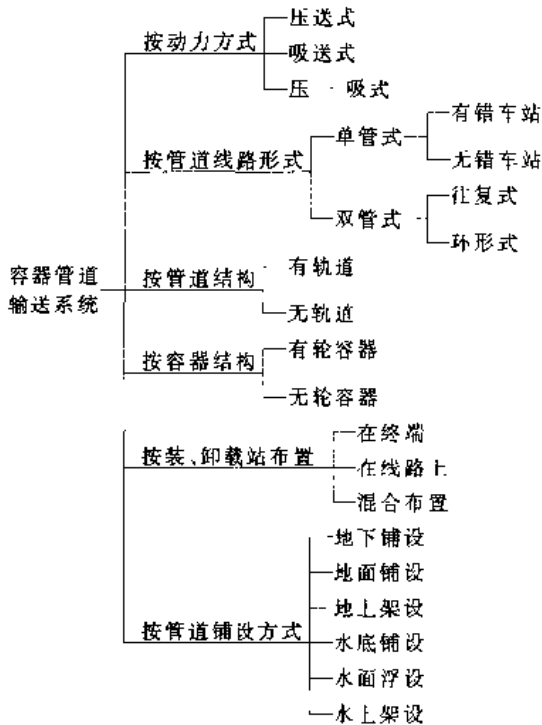 压送式
按动力方式
吸送式
压-吸式
有错车站
单管式
按管道线路形式
无错车站
往复式
双管式
环形式
有轨道
容器管道
输送系统
按管道结构
无轨道
有轮容器
按容器结构
无轮容器
在终端
按装、卸载站布置
在线路上
混合布置
地下铺设
地面铺设
地上架设
按管道铺设方式
水底铺设
水面浮设
水上架设